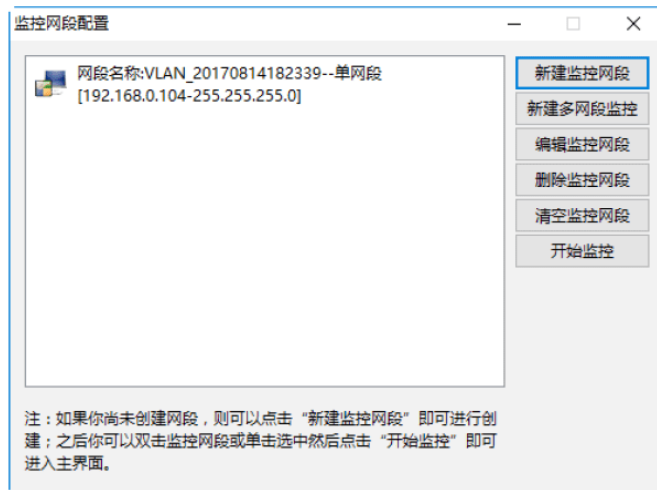 监控网段配置
网段名称:VLAN_20170814182339--单网段
[192.168.0.104-255.255.255.0]
新建监控网段
新建多网段监控
编辑监控网段
删除监控网段
清空监控网段
开始监控
注：如果你尚未创建网段，则可以点击“新建监控网段”即可进行创
建；之后你可以双击监控网段或单击选中然后点击“开始监控”即可
进入主界面。